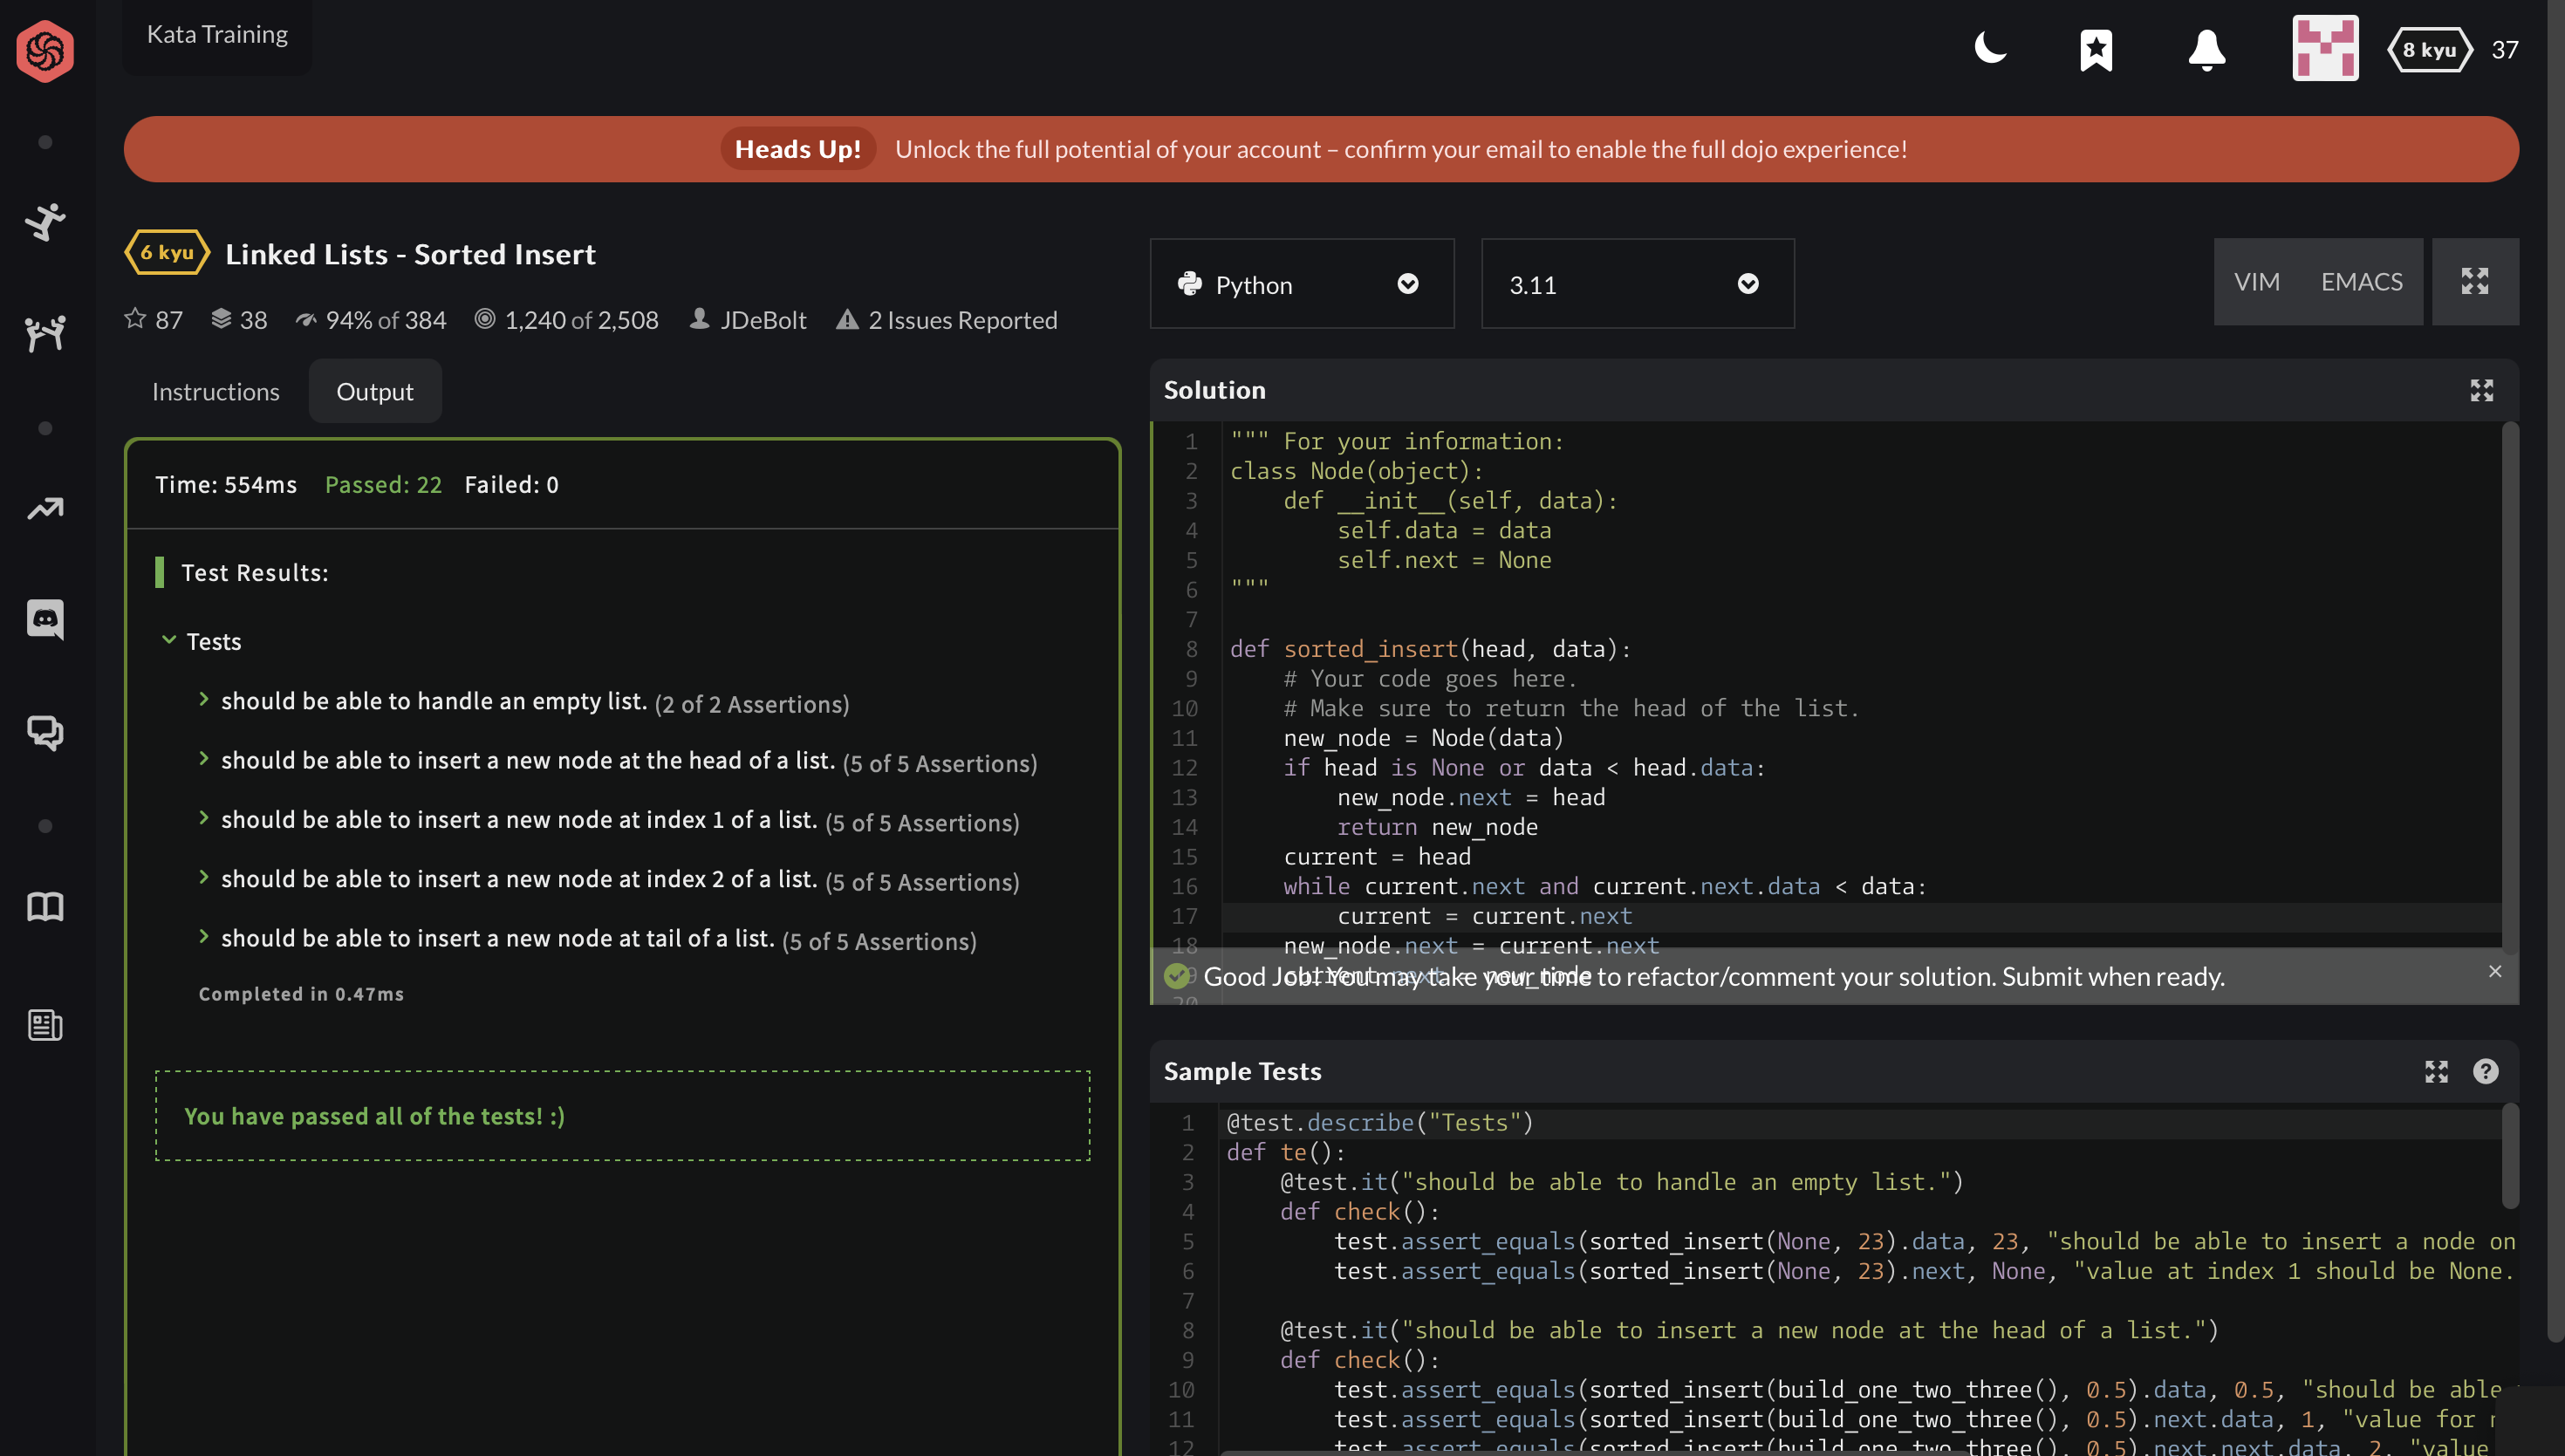 Kata Training
8 kyu 37
Heads Up! Unlock the full potential of your account – confirm your email to enable the full dojo experience!
6 kyu Linked Lists - Sorted Insert
87 38 94% of 384 1,240 of 2,508 JDeBolt 2 Issues Reported
Instructions Output
Time: 554ms Passed: 22 Failed: 0
Test Results:
Tests
should be able to handle an empty list. (2 of 2 Assertions)
should be able to insert a new node at the head of a list. (5 of 5 Assertions)
should be able to insert a new node at index 1 of a list. (5 of 5 Assertions)
should be able to insert a new node at index 2 of a list. (5 of 5 Assertions)
should be able to insert a new node at tail of a list. (5 of 5 Assertions)
Completed in 0.47ms
You have passed all of the tests! :)
Python 3.11 VIM EMACS
Solution
1 """ For your information:
2 class Node(object):
3     def __init__(self, data):
4         self.data = data
5         self.next = None
6 """
7
8 def sorted_insert(head, data):
9     # Your code goes here.
10     # Make sure to return the head of the list.
11     new_node = Node(data)
12     if head is None or data < head.data:
13         new_node.next = head
14         return new_node
15     current = head
16     while current.next and current.next.data < data:
17         current = current.next
18     new_node.next = current.next
19     current.next = new_node
20
Good Job! You may take your time to refactor/comment your solution. Submit when ready.
Sample Tests
1 @test.describe("Tests")
2 def te():
3     @test.it("should be able to handle an empty list.")
4     def check():
5         test.assert_equals(sorted_insert(None, 23).data, 23, "should be able to insert a node on
6         test.assert_equals(sorted_insert(None, 23).next, None, "value at index 1 should be None.
7
8     @test.it("should be able to insert a new node at the head of a list.")
9     def check():
10         test.assert_equals(sorted_insert(build_one_two_three(), 0.5).data, 0.5, "should be able
11         test.assert_equals(sorted_insert(build_one_two_three(), 0.5).next.data, 1, "value for
12         test.assert_equals(sorted_insert(build_one_two_three(), 0.5).next.next.data, 2, "value